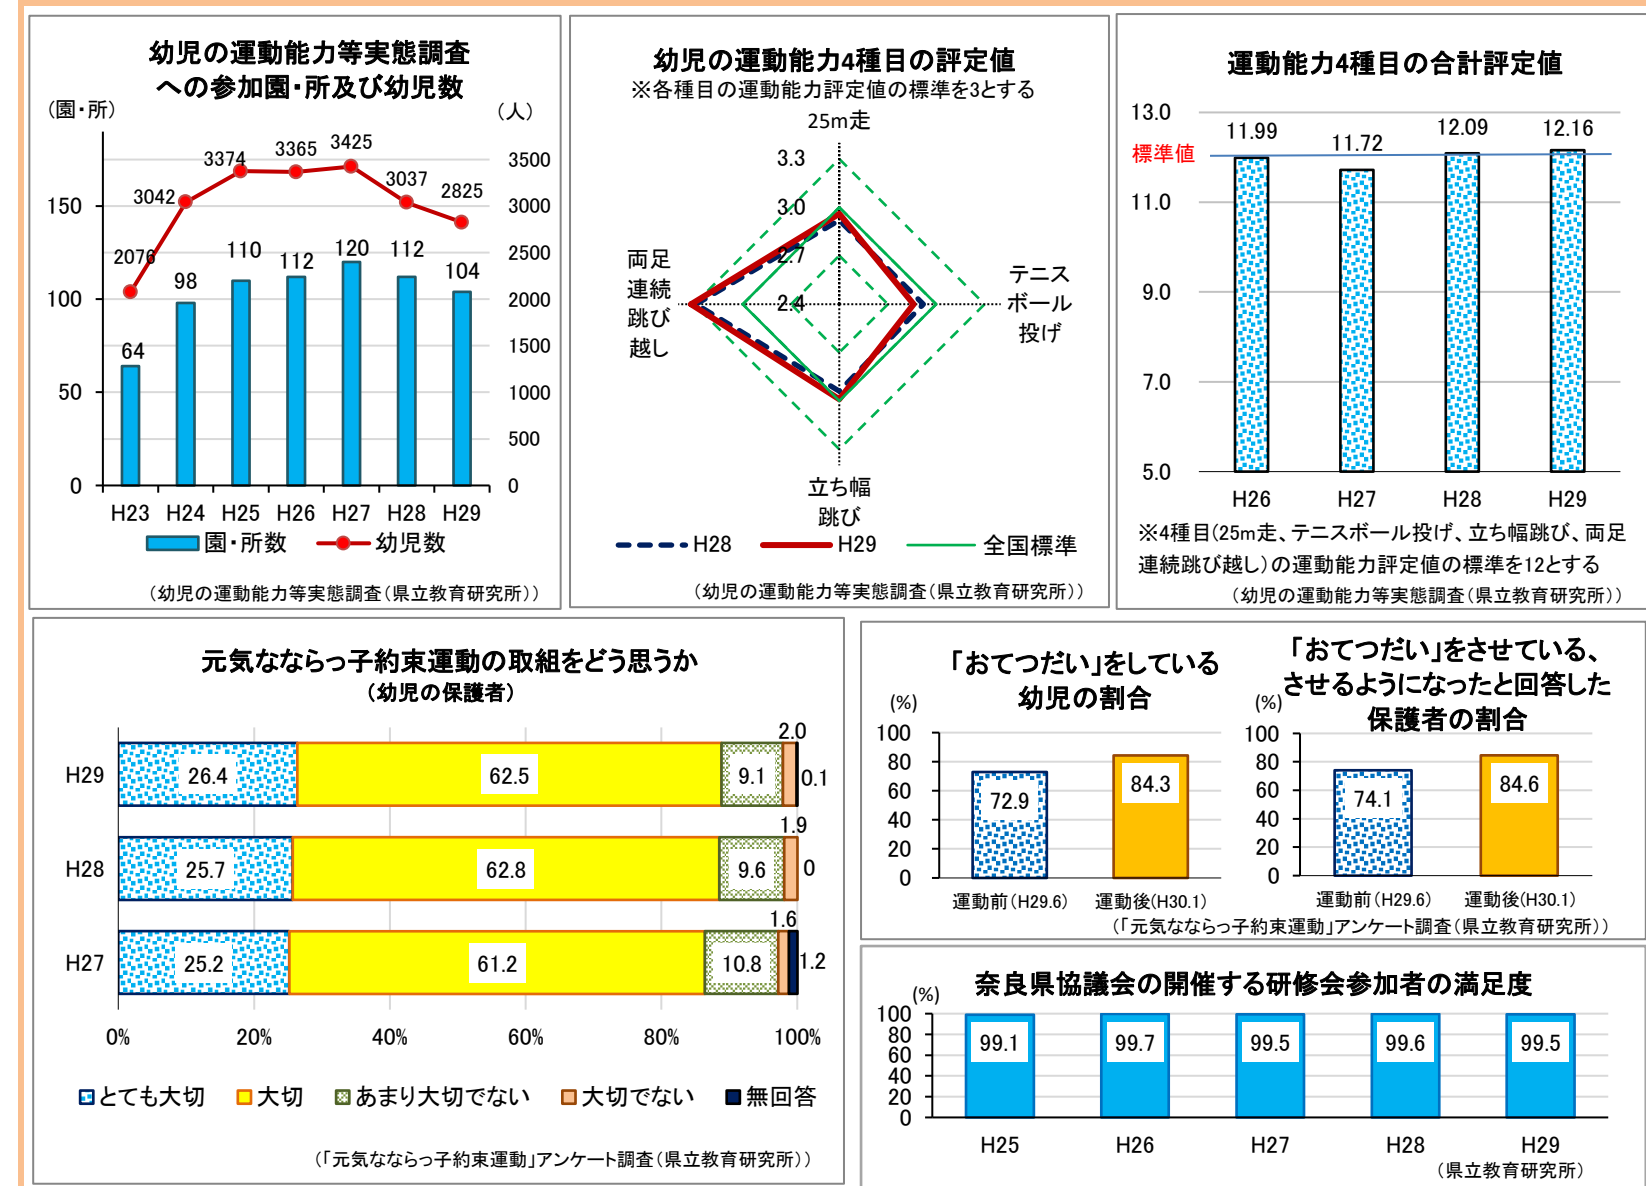 幼児の運動能力等実態調査
への参加園・所及び幼児数
(園・所)
(人)
3374
3365
3425
3042
3037
2825
2076
3500
3000
2500
2000
1500
1000
500
0
150
100
50
0
64
98
110
112
120
112
104
H23
H24
H25
H26
H27
H28
H29
園・所数
幼児数
(幼児の運動能力等実態調査(県立教育研究所))
幼児の運動能力4種目の評定値
※各種目の運動能力評定値の標準を3とする
25m走
3.3
3.0
2.7
2.4
両足
連続
跳び
越し
テニス
ボール
投げ
立ち幅
跳び
H28
H29
全国標準
(幼児の運動能力等実態調査(県立教育研究所))
運動能力4種目の合計評定値
13.0
標準値
11.0
9.0
7.0
5.0
11.99
11.72
12.09
12.16
H26
H27
H28
H29
※4種目(25m走、テニスボール投げ、立ち幅跳び、両足
連続跳び越し)の運動能力評定値の標準を12とする
(幼児の運動能力等実態調査(県立教育研究所))
元気なならっ子約束運動の取組をどう思うか
(幼児の保護者)
H29
26.4
62.5
9.1
2.0
0.1
H28
25.7
62.8
9.6
1.9
0
H27
25.2
61.2
10.8
1.6
1.2
0%
20%
40%
60%
80%
100%
とても大切
大切
あまり大切でない
大切でない
無回答
(「元気なならっ子約束運動」アンケート調査(県立教育研究所))
「おてつだい」をしている
幼児の割合
(%)
100
80
60
40
20
0
72.9
84.3
運動前(H29.6)
運動後(H30.1)
「おてつだい」をさせている、
させるようになったと回答した
保護者の割合
(%)
100
80
60
40
20
0
74.1
84.6
運動前(H29.6)
運動後(H30.1)
(「元気なならっ子約束運動」アンケート調査(県立教育研究所))
奈良県協議会の開催する研修会参加者の満足度
(%)
100
80
60
40
20
0
99.1
99.7
99.5
99.6
99.5
H25
H26
H27
H28
H29
(県立教育研究所)